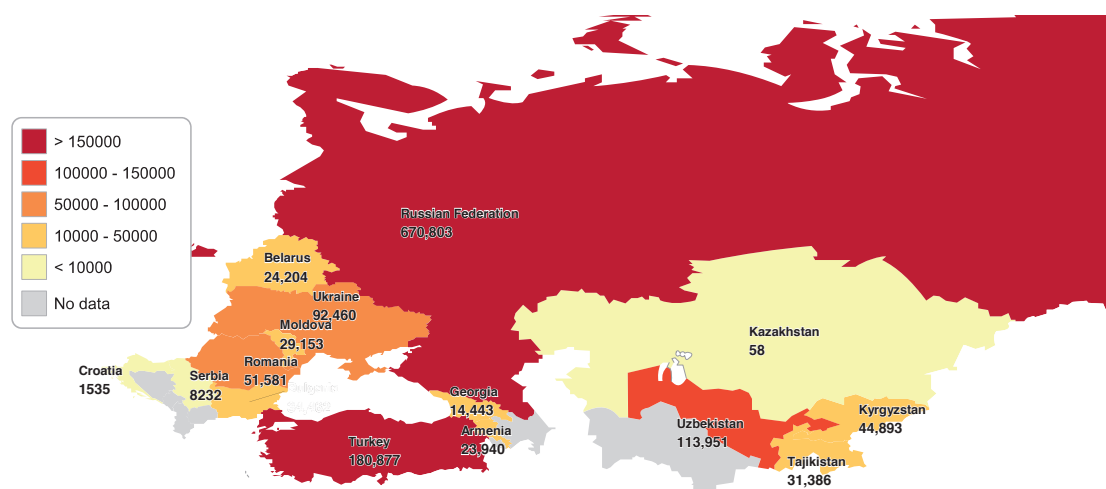 > 150000
100000 - 150000
50000 - 100000
10000 - 50000
< 10000
No data
Russian Federation
670,803
Belarus
24,204
Ukraine
92,460
Moldova
29,153
Romania
51,581
Croatia
1535
Serbia
8232
Georgia
14,443
Armenia
23,940
Turkey
180,877
Kazakhstan
58
Uzbekistan
113,951
Kyrgyzstan
44,893
Tajikistan
31,386